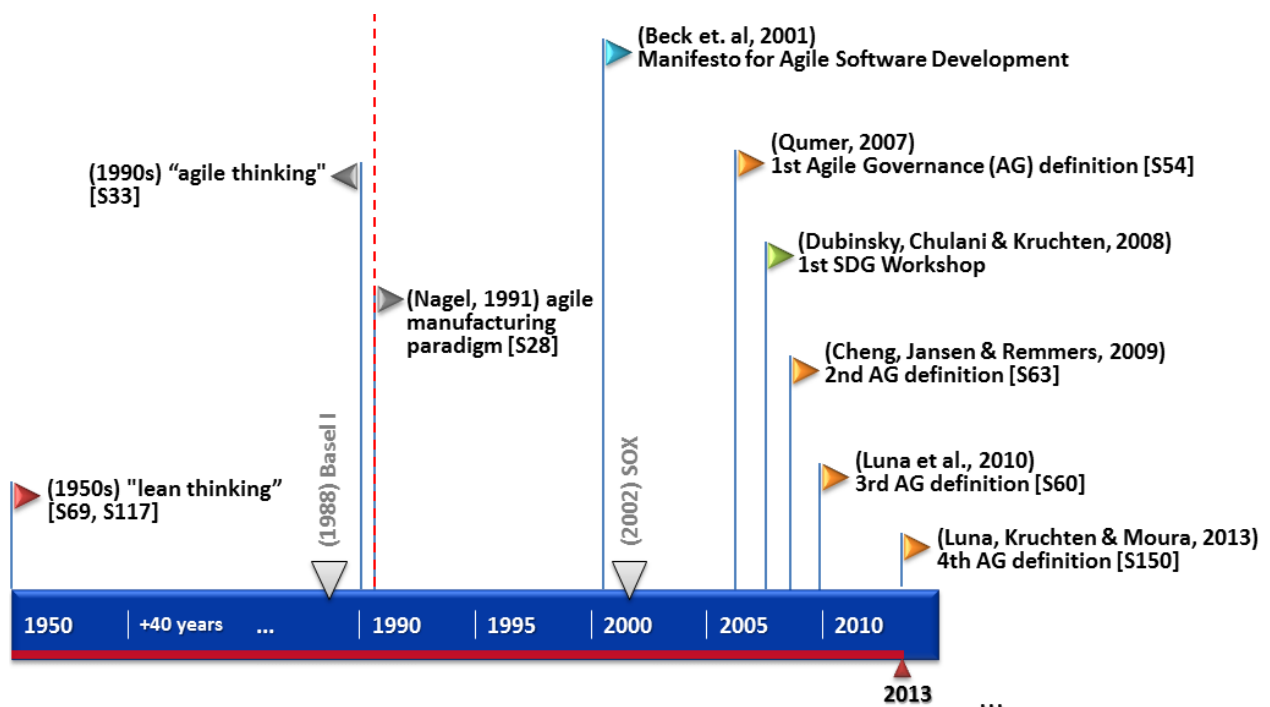 (Beck et. al, 2001)
Manifesto for Agile Software Development
(Qumer, 2007)
1st Agile Governance (AG) definition [S54]
(1990s) “agile thinking"
[S33]
(Dubinsky, Chulani & Kruchten, 2008)
1st SDG Workshop
(Nagel, 1991) agile
manufacturing
paradigm [S28]
(Cheng, Jansen & Remmers, 2009)
2nd AG definition [S63]
(1988) Basel I
(2002) SOX
(Luna et al., 2010)
3rd AG definition [S60]
(1950s) "lean thinking”
[S69, S117]
(Luna, Kruchten & Moura, 2013)
4th AG definition [S150]
1950 +40 years ... 1990 1995 2000 2005 2010
2013 ...